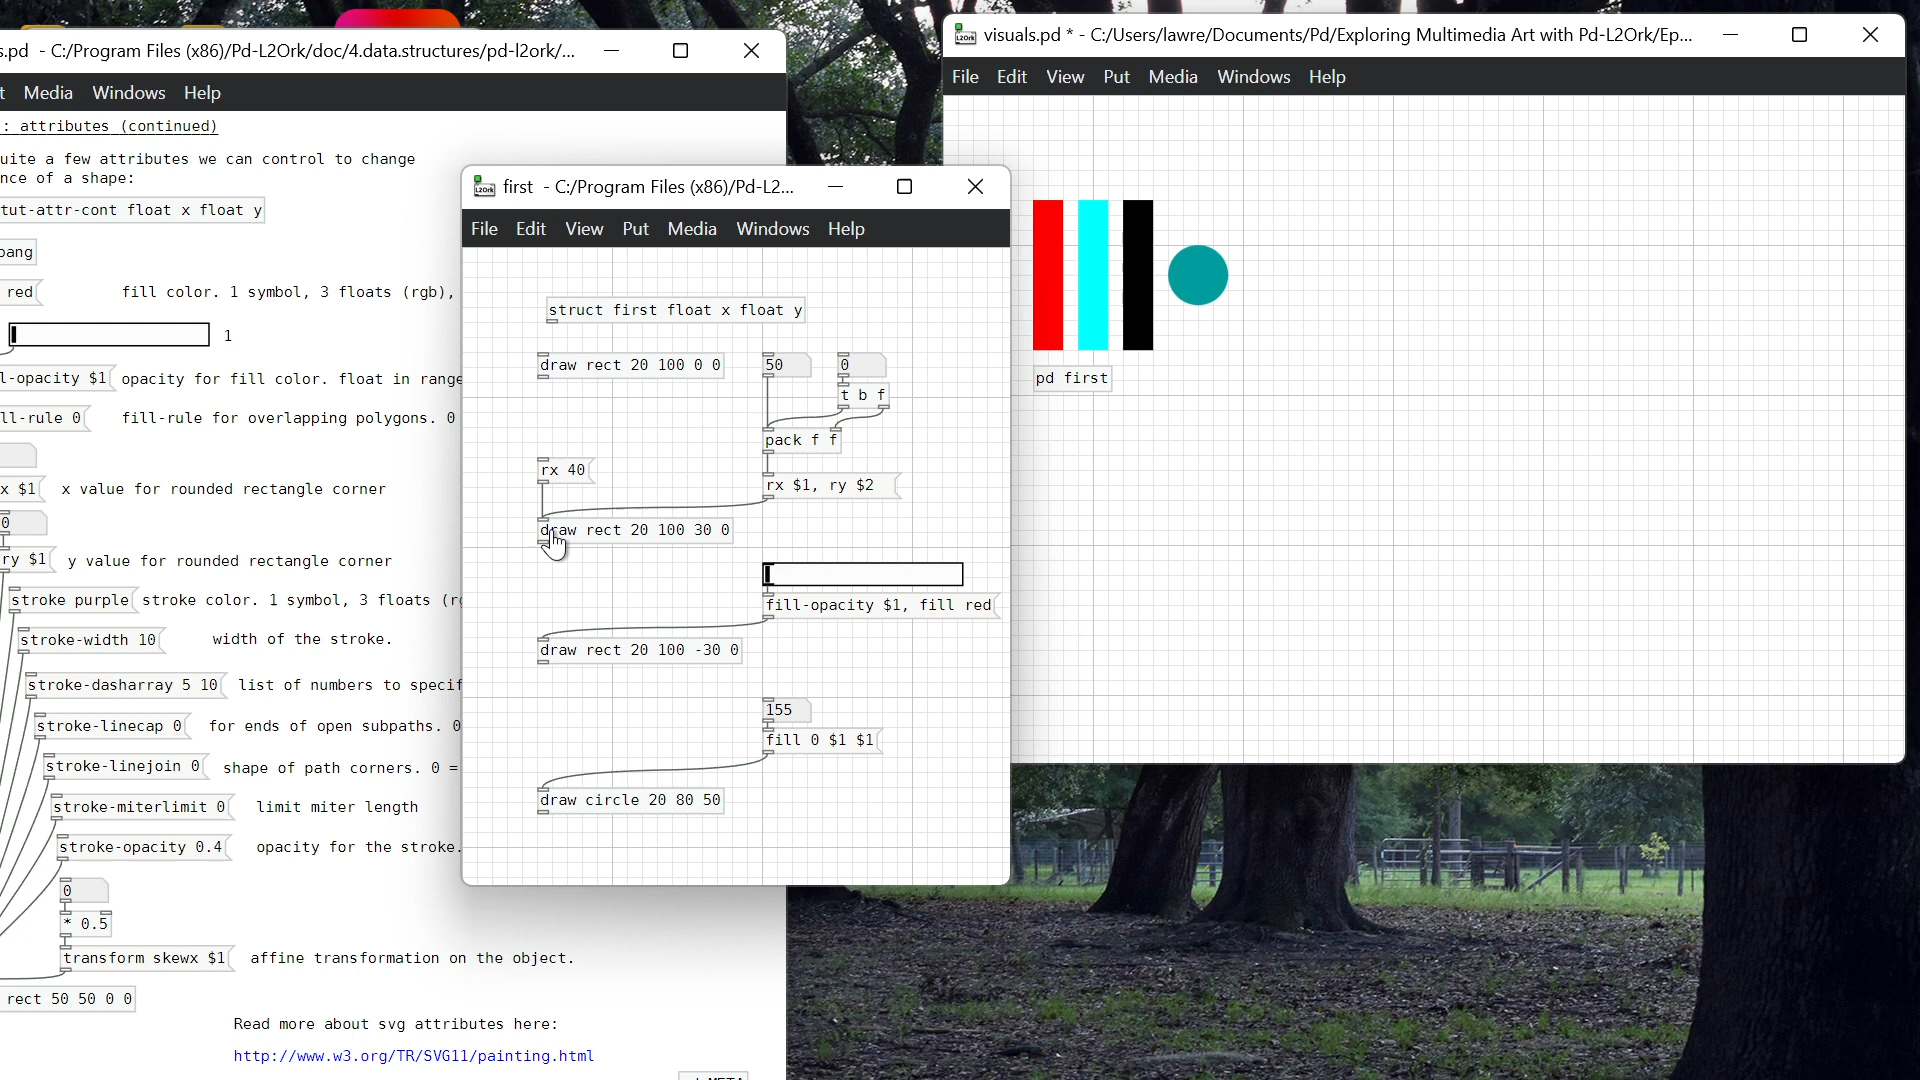 s.pd - C:/Program Files (x86)/Pd-L2Ork/doc/4.data.structures/pd-l2ork/...
t Media Windows Help
: attributes (continued)
uite a few attributes we can control to change
nce of a shape:
tut-attr-cont float x float y
bang
red
fill color. 1 symbol, 3 floats (rgb),
1
l-opacity $1
opacity for fill color. float in range
ll-rule 0
fill-rule for overlapping polygons. 0
x $1
x value for rounded rectangle corner
0
ry $1
y value for rounded rectangle corner
stroke purple
stroke color. 1 symbol, 3 floats (r
stroke-width 10
width of the stroke.
stroke-dasharray 5 10
list of numbers to specif
stroke-linecap 0
for ends of open subpaths. 0
stroke-linejoin 0
shape of path corners. 0 =
stroke-miterlimit 0
limit miter length
stroke-opacity 0.4
opacity for the stroke.
0
* 0.5
transform skewx $1
affine transformation on the object.
rect 50 50 0 0
Read more about svg attributes here:
http://www.w3.org/TR/SVG11/painting.html
first - C:/Program Files (x86)/Pd-L2...
File Edit View Put Media Windows Help
struct first float x float y
draw rect 20 100 0 0
50
0
t b f
pack f f
rx 40
rx $1, ry $2
draw rect 20 100 30 0
fill-opacity $1, fill red
draw rect 20 100 -30 0
155
fill 0 $1 $1
draw circle 20 80 50
visuals.pd * - C:/Users/lawre/Documents/Pd/Exploring Multimedia Art with Pd-L2Ork/Ep...
File Edit View Put Media Windows Help
pd first